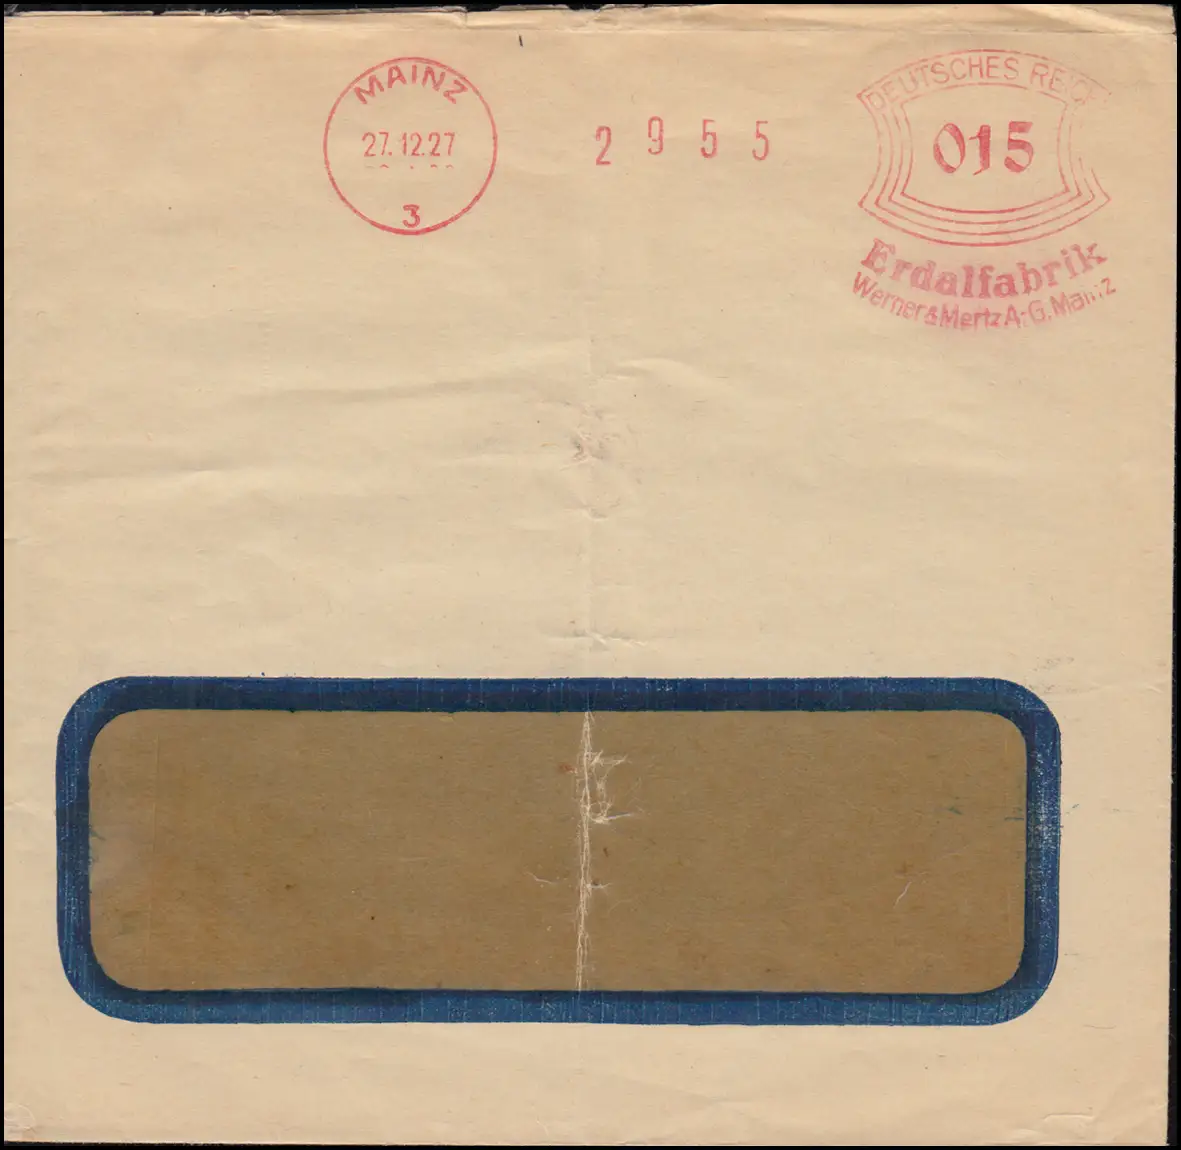 MAINZ
27.12.27
3
2955
DEUTSCHES REICH
015
Erdalfabrik
Werner & Mertz A.-G. Mainz